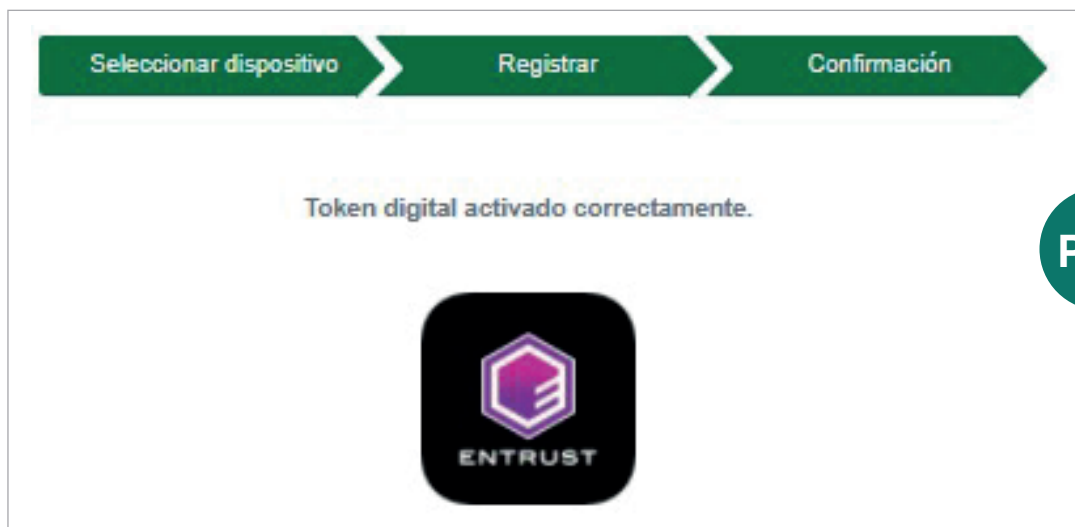 Seleccionar dispositivo
Registrar
Confirmación
Token digital activado correctamente.
P
ENTRUST